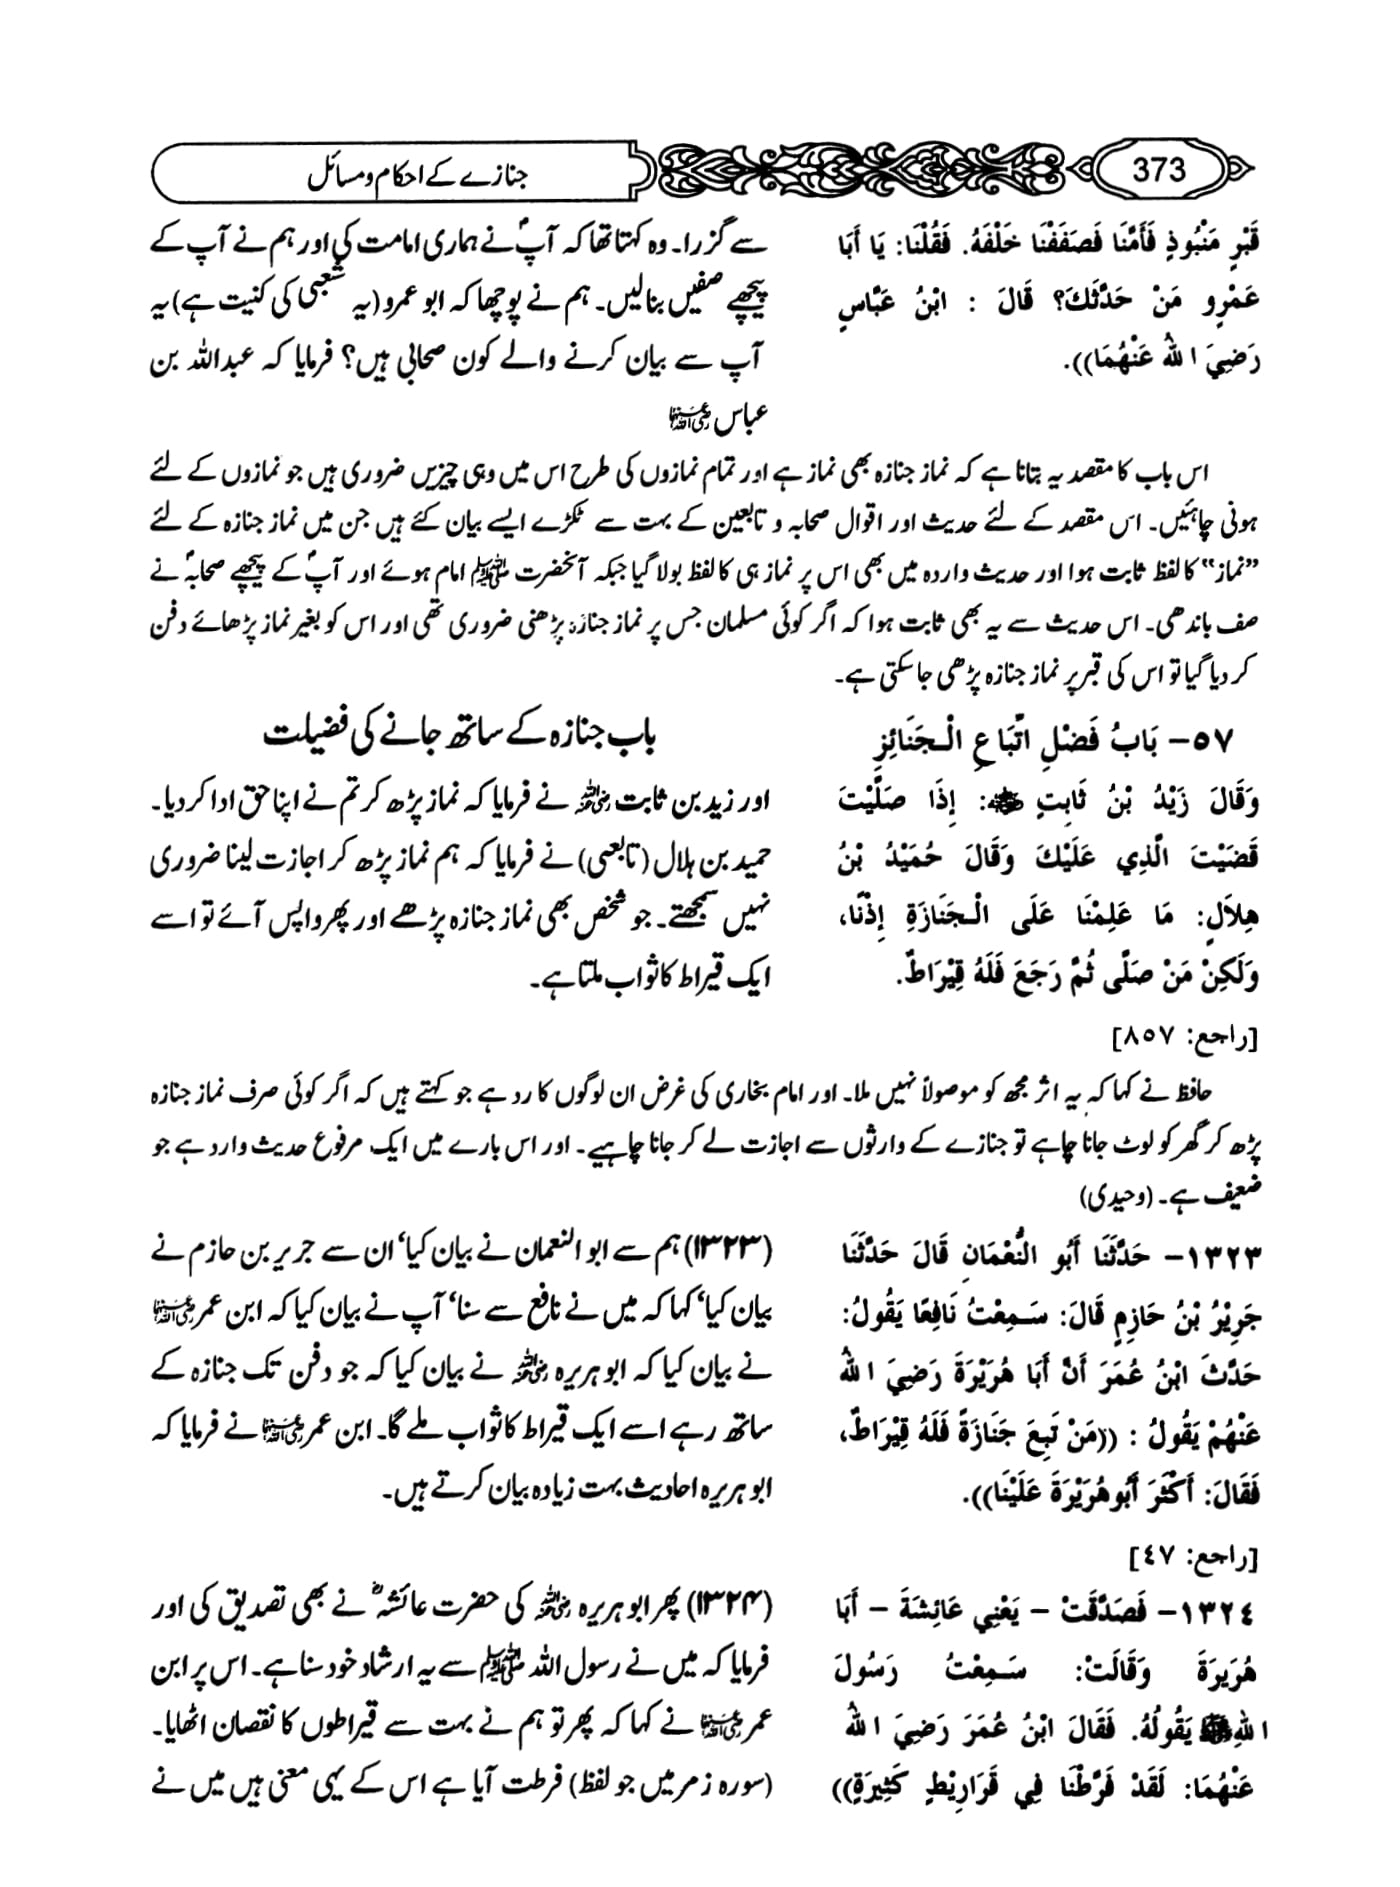 373
جنازے کے احکام و مسائل
قَبْرٍ مَنْبُوذٍ فَأَمَّنَا فَصَفَفْنَا خَلْفَهُ. فَقُلْنَا: يَا أَبَا
عَمْرٍو مَنْ حَدَّثَكَ؟ قَالَ : ابْنُ عَبَّاسٍ
رَضِيَ اللهُ عَنْهُمَا)).
سے گزرا۔ وہ کہتا تھا کہ آپؐ نے ہماری امامت کی اور ہم نے آپ کے
پیچھے صفیں بنالیں۔ ہم نے پوچھا کہ ابو عمرو (یہ شعبی کی کنیت ہے) یہ
آپ سے بیان کرنے والے کون صحابی ہیں؟ فرمایا کہ عبداللہ بن
عباس رضی اللہ عنہما
اس باب کا مقصد یہ بتانا ہے کہ نماز جنازہ بھی نماز ہے اور تمام نمازوں کی طرح اس میں وہی چیزیں ضروری ہیں جو نمازوں کے لئے
ہونی چاہئیں۔ اس مقصد کے لئے حدیث اور اقوال صحابہ و تابعین کے بہت سے ٹکڑے ایسے بیان کئے ہیں جن میں نماز جنازہ کے لئے
”نماز“ کا لفظ ثابت ہوا اور حدیث واردہ میں بھی اس پر نماز ہی کا لفظ بولا گیا جبکہ آنحضرت ﷺ امام ہوئے اور آپؐ کے پیچھے صحابہؓ نے
صف باندھی۔ اس حدیث سے یہ بھی ثابت ہوا کہ اگر کوئی مسلمان جس پر نماز جنازہ پڑھنی ضروری تھی اور اس کو بغیر نماز پڑھائے دفن
کر دیا گیا تو اس کی قبر پر نماز جنازہ پڑھی جا سکتی ہے۔
٥٧– بَابُ فَضْلِ اتِّبَاعِ الْجَنَائِزِ
وَقَالَ زَيْدُ بْنُ ثَابِتٍ ؓ: إِذَا صَلَّيْتَ
قَضَيْتَ الَّذِي عَلَيْكَ وَقَالَ حُمَيْدُ بْنُ
هِلاَلٍ: مَا عَلِمْنَا عَلَى الْجَنَازَةِ إِذْنًا،
وَلَكِنْ مَنْ صَلَّى ثُمَّ رَجَعَ فَلَهُ قِيْرَاطٌ.
[راجع: ٨٥٧]
باب جنازہ کے ساتھ جانے کی فضیلت
اور زید بن ثابت رضی اللہ عنہ نے فرمایا کہ نماز پڑھ کر تم نے اپنا حق ادا کر دیا۔
حمید بن ہلال (تابعی) نے فرمایا کہ ہم نماز پڑھ کر اجازت لینا ضروری
نہیں سمجھتے۔ جو شخص بھی نماز جنازہ پڑھے اور پھر واپس آئے تو اسے
ایک قیراط کا ثواب ملتا ہے۔
حافظ نے کہا کہ یہ اثر مجھ کو موصولاً نہیں ملا۔ اور امام بخاری کی غرض ان لوگوں کا رد ہے جو کہتے ہیں کہ اگر کوئی صرف نماز جنازہ
پڑھ کر گھر کو لوٹ جانا چاہے تو جنازے کے وارثوں سے اجازت لے کر جانا چاہیے۔ اور اس بارے میں ایک مرفوع حدیث وارد ہے جو
ضعیف ہے۔ (وحیدی)
١٣٢٣– حَدَّثَنَا أَبُو النُّعْمَانِ قَالَ حَدَّثَنَا
جَرِيْرُ بْنُ حَازِمٍ قَالَ: سَمِعْتُ نَافِعًا يَقُولُ:
حَدَّثَ ابْنُ عُمَرَ أَنَّ أَبَا هُرَيْرَةَ رَضِيَ اللهُ
عَنْهُمْ يَقُولُ : ((مَنْ تَبِعَ جَنَازَةً فَلَهُ قِيْرَاطٌ،
فَقَالَ: أَكْثَرَ أَبُو هُرَيْرَةَ عَلَيْنَا)).
[راجع: ٤٧]
(۱۳۲۳) ہم سے ابو النعمان نے بیان کیا‘ ان سے جریر بن حازم نے
بیان کیا‘ کہا کہ میں نے نافع سے سنا‘ آپ نے بیان کیا کہ ابن عمر رضی اللہ عنہما
نے بیان کیا کہ ابو ہریرہ رضی اللہ عنہ نے بیان کیا کہ جو دفن تک جنازہ کے
ساتھ رہے اسے ایک قیراط کا ثواب ملے گا۔ ابن عمر رضی اللہ عنہما نے فرمایا کہ
ابو ہریرہ احادیث بہت زیادہ بیان کرتے ہیں۔
١٣٢٤– فَصَدَّقَتْ – يَعْنِي عَائِشَةَ – أَبَا
هُرَيرَةَ وَقَالَتْ: سَمِعْتُ رَسُولَ
اللهِ ﷺ يَقُولُهُ. فَقَالَ ابْنُ عُمَرَ رَضِيَ اللهُ
عَنْهُمَا: لَقَدْ فَرَّطْنَا فِي قَرَارِيْطٍ كَثِيرَةٍ))
(۱۳۲۴) پھر ابو ہریرہ رضی اللہ عنہ کی حضرت عائشہؓ نے بھی تصدیق کی اور
فرمایا کہ میں نے رسول اللہ ﷺ سے یہ ارشاد خود سنا ہے۔ اس پر ابن
عمر رضی اللہ عنہما نے کہا کہ پھر تو ہم نے بہت سے قیراطوں کا نقصان اٹھایا۔
(سورہ زمر میں جو لفظ) فرطت آیا ہے اس کے یہی معنی ہیں میں نے